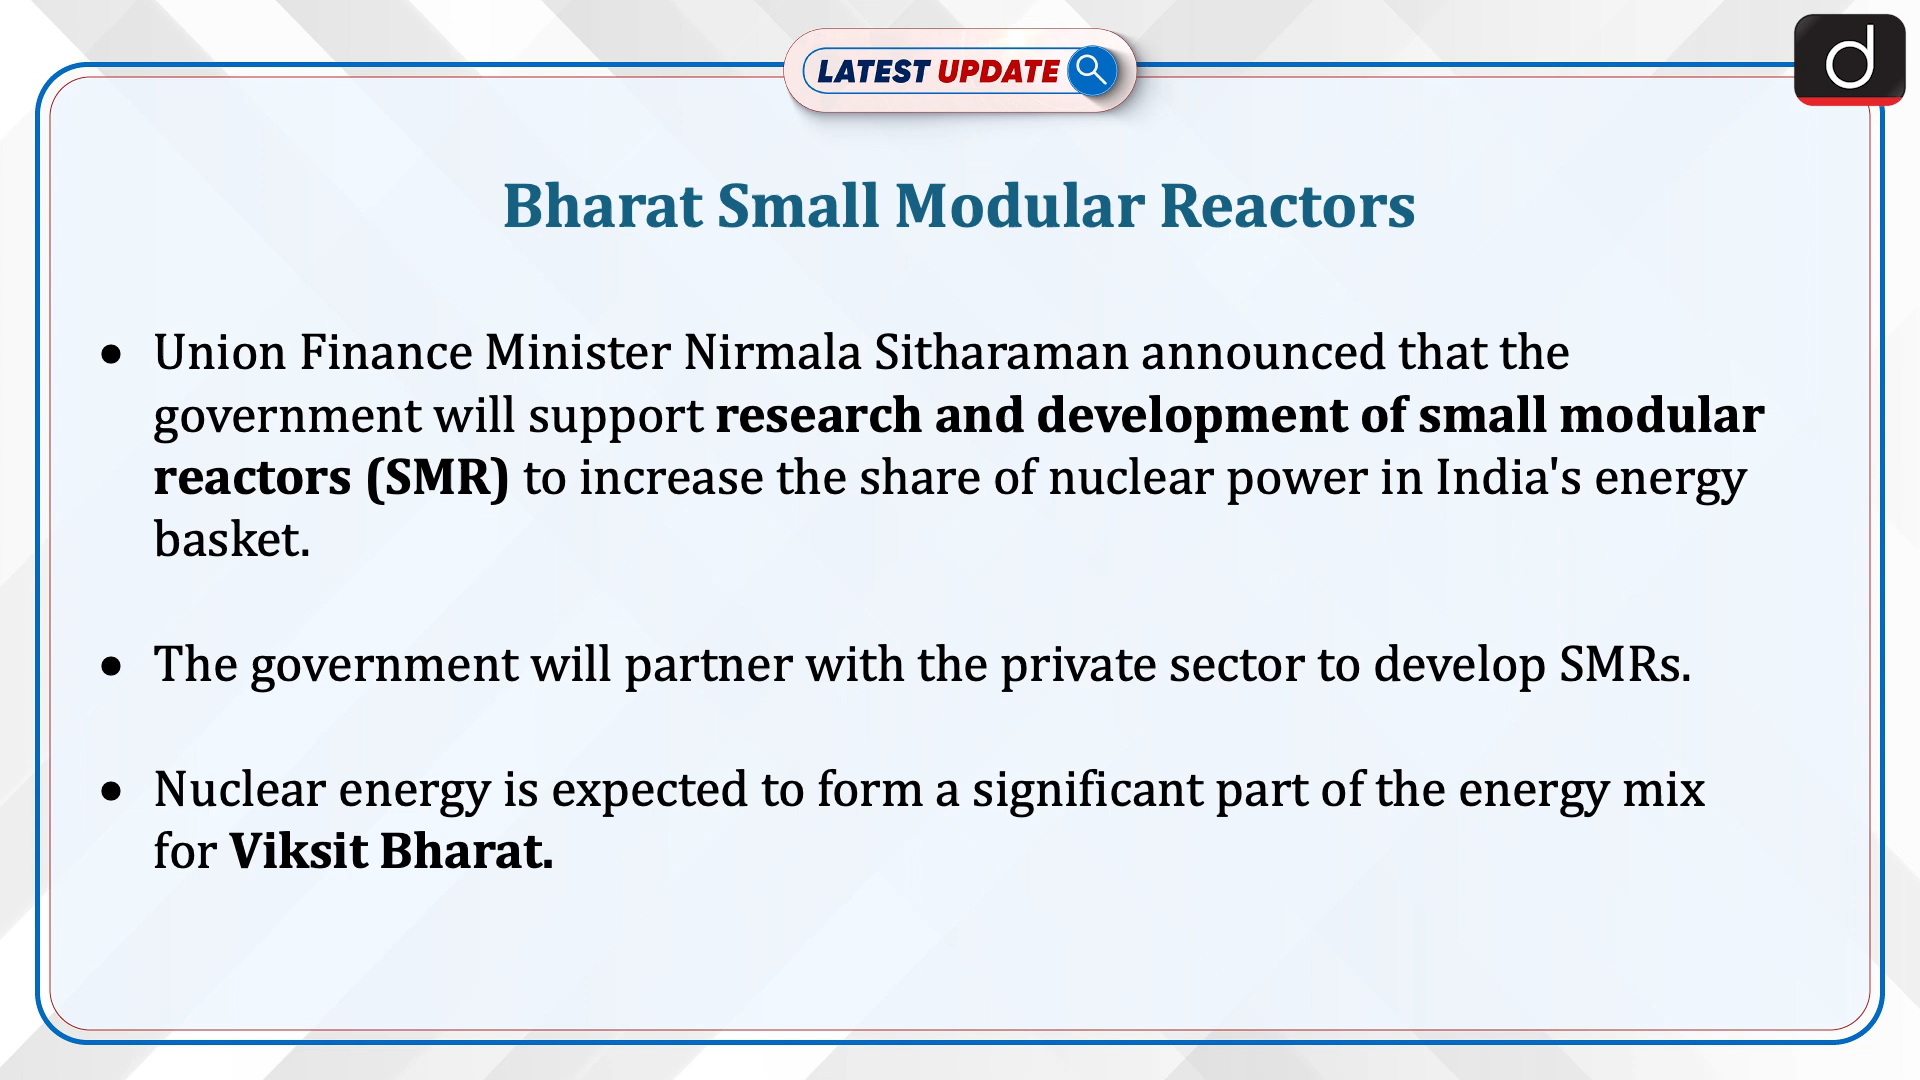 LATEST UPDATE
d
Bharat Small Modular Reactors
● Union Finance Minister Nirmala Sitharaman announced that the
government will support research and development of small modular
reactors (SMR) to increase the share of nuclear power in India's energy
basket.
● The government will partner with the private sector to develop SMRs.
● Nuclear energy is expected to form a significant part of the energy mix
for Viksit Bharat.